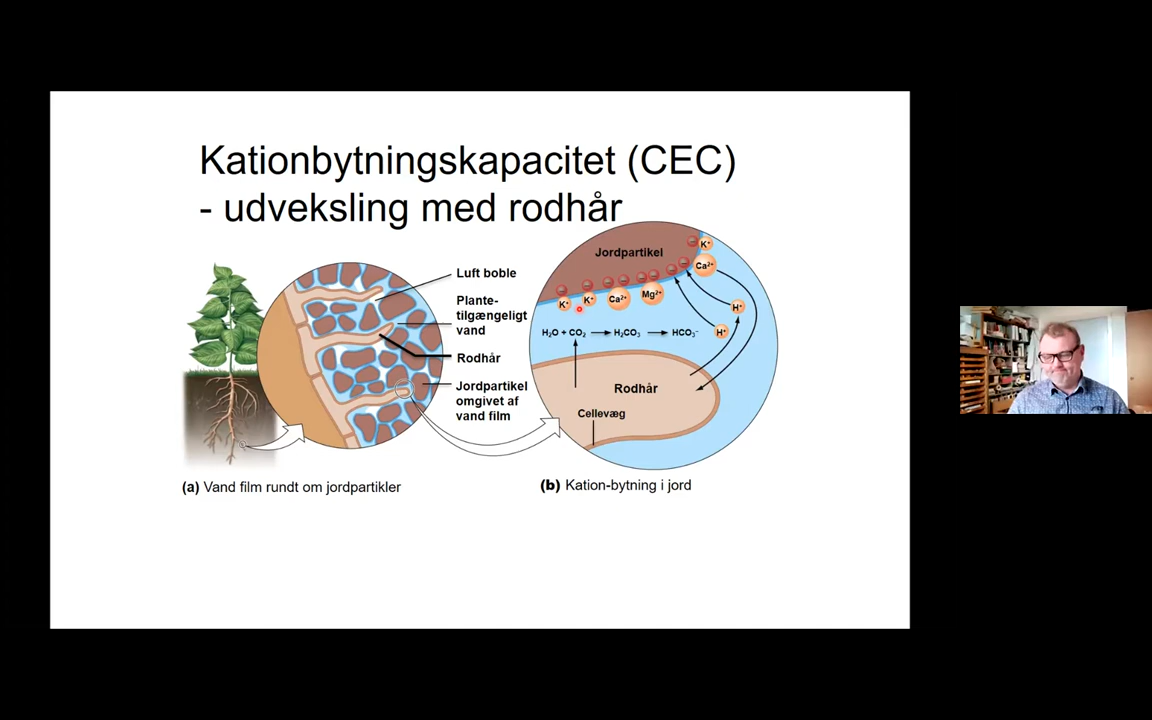 Kationbytningskapacitet (CEC)
- udveksling med rodhår
Luft boble
Plante-
tilgængeligt
vand
Rodhår
Jordpartikel
omgivet af
vand film
(a) Vand film rundt om jordpartikler
Jordpartikel
K⁺
Ca²⁺
K⁺
K⁺
Ca²⁺
Mg²⁺
H⁺
H⁺
H₂O + CO₂ → H₂CO₃ → HCO₃⁻
Rodhår
Cellevæg
(b) Kation-bytning i jord